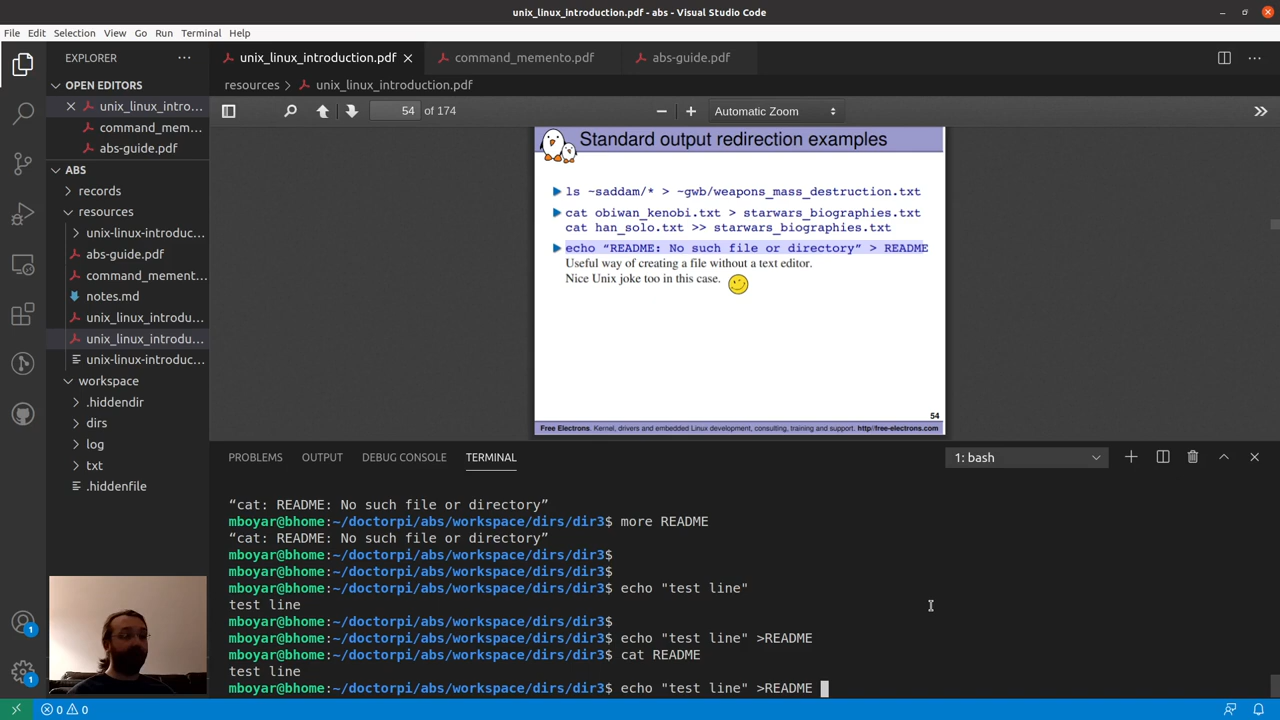 unix_linux_introduction.pdf - abs - Visual Studio Code
File Edit Selection View Go Run Terminal Help
EXPLORER
unix_linux_introduction.pdf
command_memento.pdf
abs-guide.pdf
OPEN EDITORS
resources > unix_linux_introduction.pdf
unix_linux_intro...
command_mem...
abs-guide.pdf
54 of 174
Automatic Zoom
ABS
records
resources
unix-linux-introduc...
abs-guide.pdf
command_mement...
notes.md
unix_linux_introdu...
unix_linux_introdu...
unix-linux-introduc...
workspace
.hiddendir
dirs
log
txt
.hiddenfile
Standard output redirection examples
ls ~saddam/* > ~gwb/weapons_mass_destruction.txt
cat obiwan_kenobi.txt > starwars_biographies.txt
cat han_solo.txt >> starwars_biographies.txt
echo “README: No such file or directory” > README
Useful way of creating a file without a text editor.
Nice Unix joke too in this case.
54
Free Electrons. Kernel, drivers and embedded Linux development, consulting, training and support. http//free-electrons.com
PROBLEMS OUTPUT DEBUG CONSOLE TERMINAL
1: bash
“cat: README: No such file or directory”
mboyar@bhome:~/doctorpi/abs/workspace/dirs/dir3$ more README
“cat: README: No such file or directory”
mboyar@bhome:~/doctorpi/abs/workspace/dirs/dir3$
mboyar@bhome:~/doctorpi/abs/workspace/dirs/dir3$
mboyar@bhome:~/doctorpi/abs/workspace/dirs/dir3$ echo "test line"
test line
mboyar@bhome:~/doctorpi/abs/workspace/dirs/dir3$
mboyar@bhome:~/doctorpi/abs/workspace/dirs/dir3$ echo "test line" >README
mboyar@bhome:~/doctorpi/abs/workspace/dirs/dir3$ cat README
test line
mboyar@bhome:~/doctorpi/abs/workspace/dirs/dir3$ echo "test line" >README
1
1
0 0